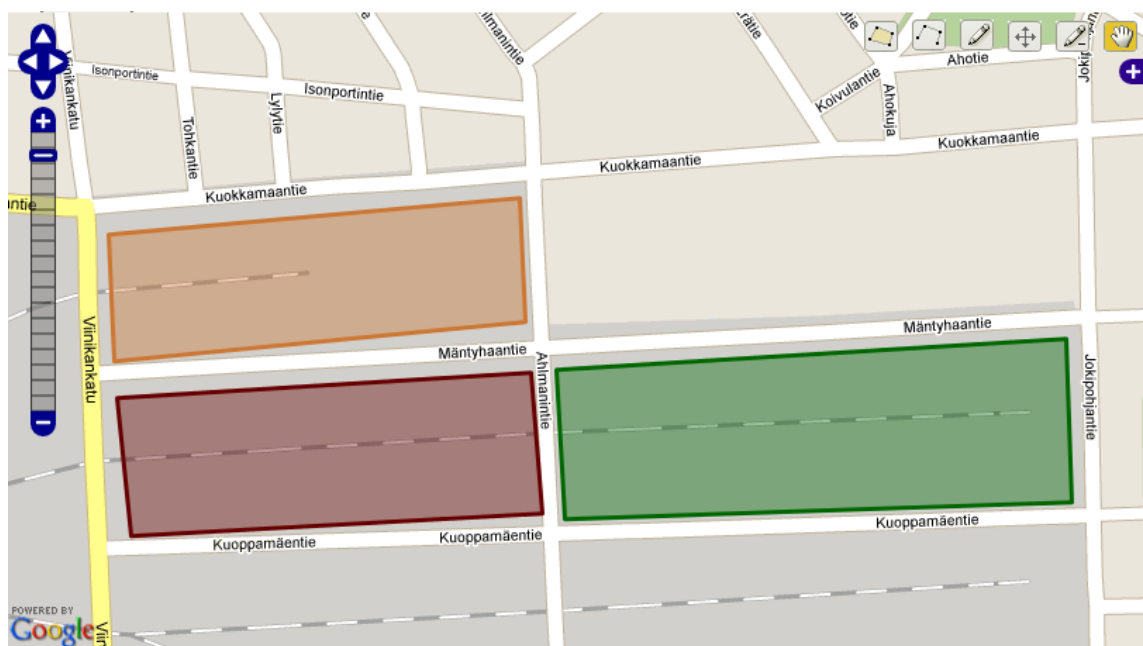 Viinikankatu
Isonportintie
Isonportintie
Tohkantie
Lylytie
Koivulantie
Ahotie
Ahokuja
Kuokkamaantie
Kuokkamaantie
Kuokkamaantie
Viinikankatu
Mäntyhaantie
Mäntyhaantie
Ahlmanintie
Jokipohjantie
Kuoppamäentie
Kuoppamäentie
Kuoppamäentie
POWERED BY
Google